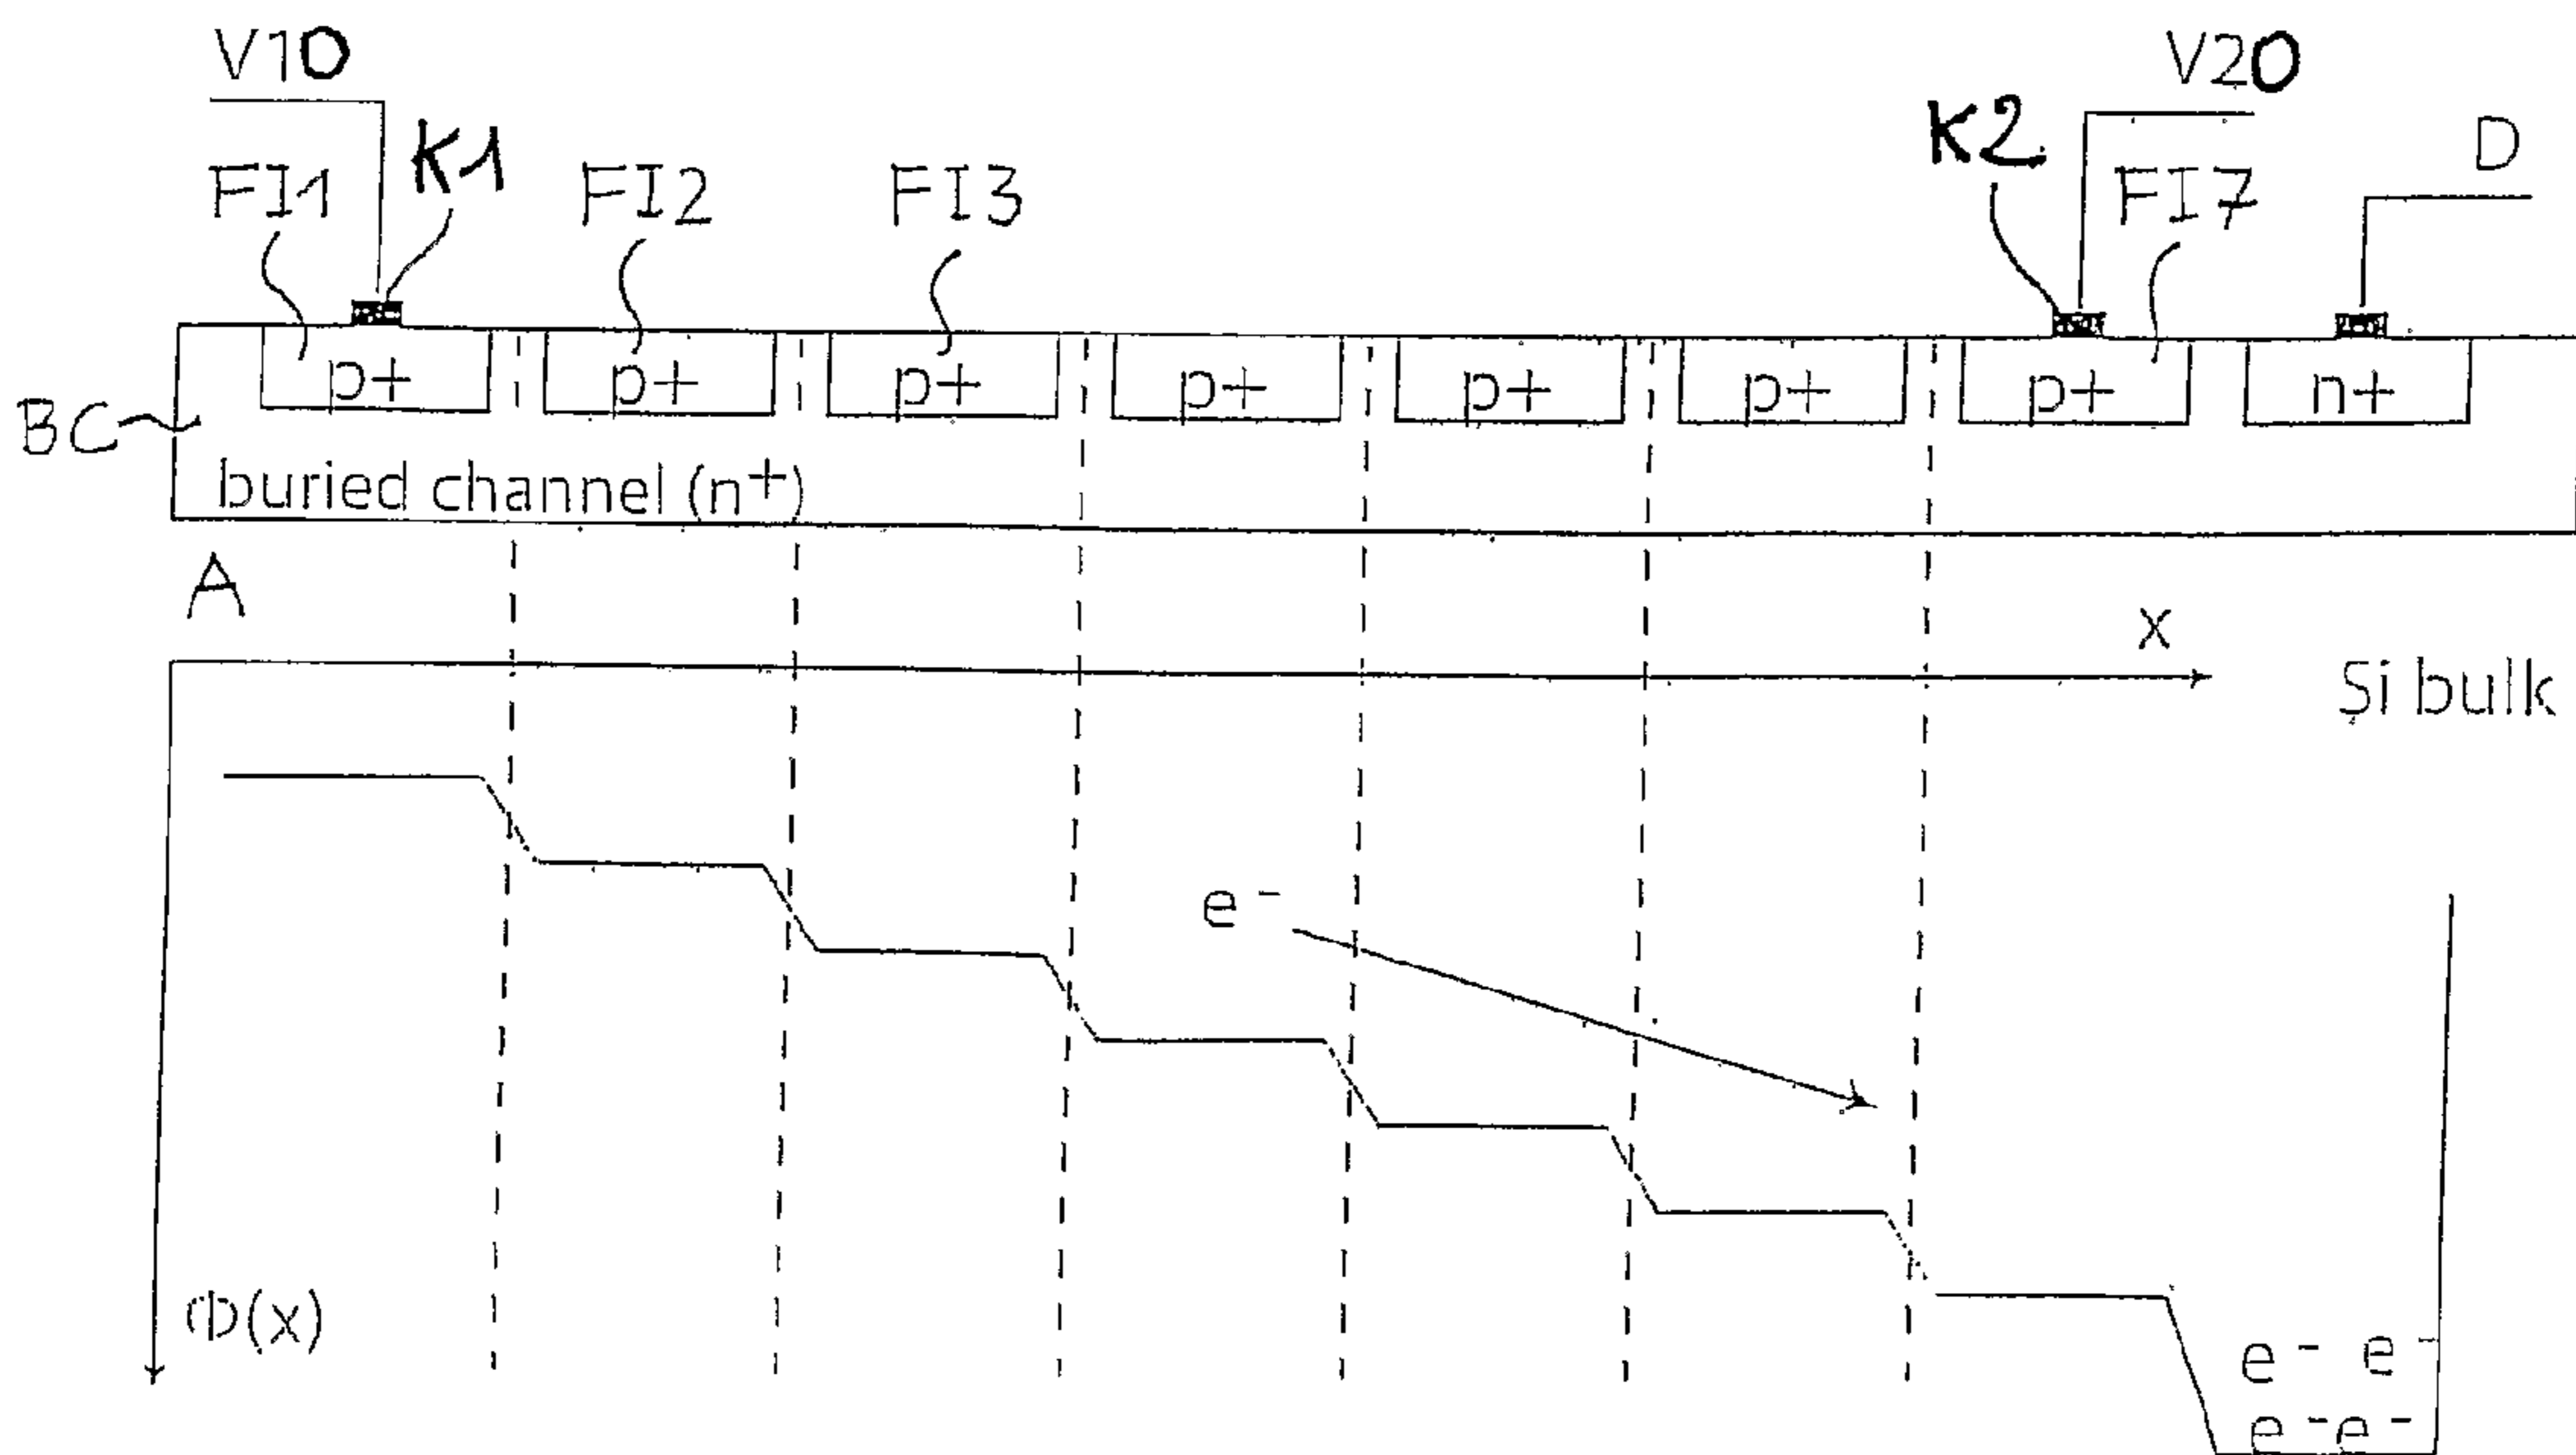 V10 V20
K1 K2 D
FI1 FI2 FI3 FI7
p+ p+ p+ p+ p+ p+ p+ n+
BC
buried channel (n+)
A
x
Si bulk
e-
Φ(x)
e- e-
e- e-